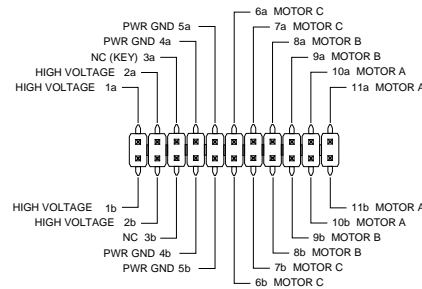 6a MOTOR C
PWR GND 5a 7a MOTOR C
PWR GND 4a 8a MOTOR B
NC (KEY) 3a 9a MOTOR B
HIGH VOLTAGE 2a 10a MOTOR A
HIGH VOLTAGE 1a 11a MOTOR A
HIGH VOLTAGE 1b 11b MOTOR A
HIGH VOLTAGE 2b 10b MOTOR A
NC 3b 9b MOTOR B
PWR GND 4b 8b MOTOR B
PWR GND 5b 7b MOTOR C
6b MOTOR C